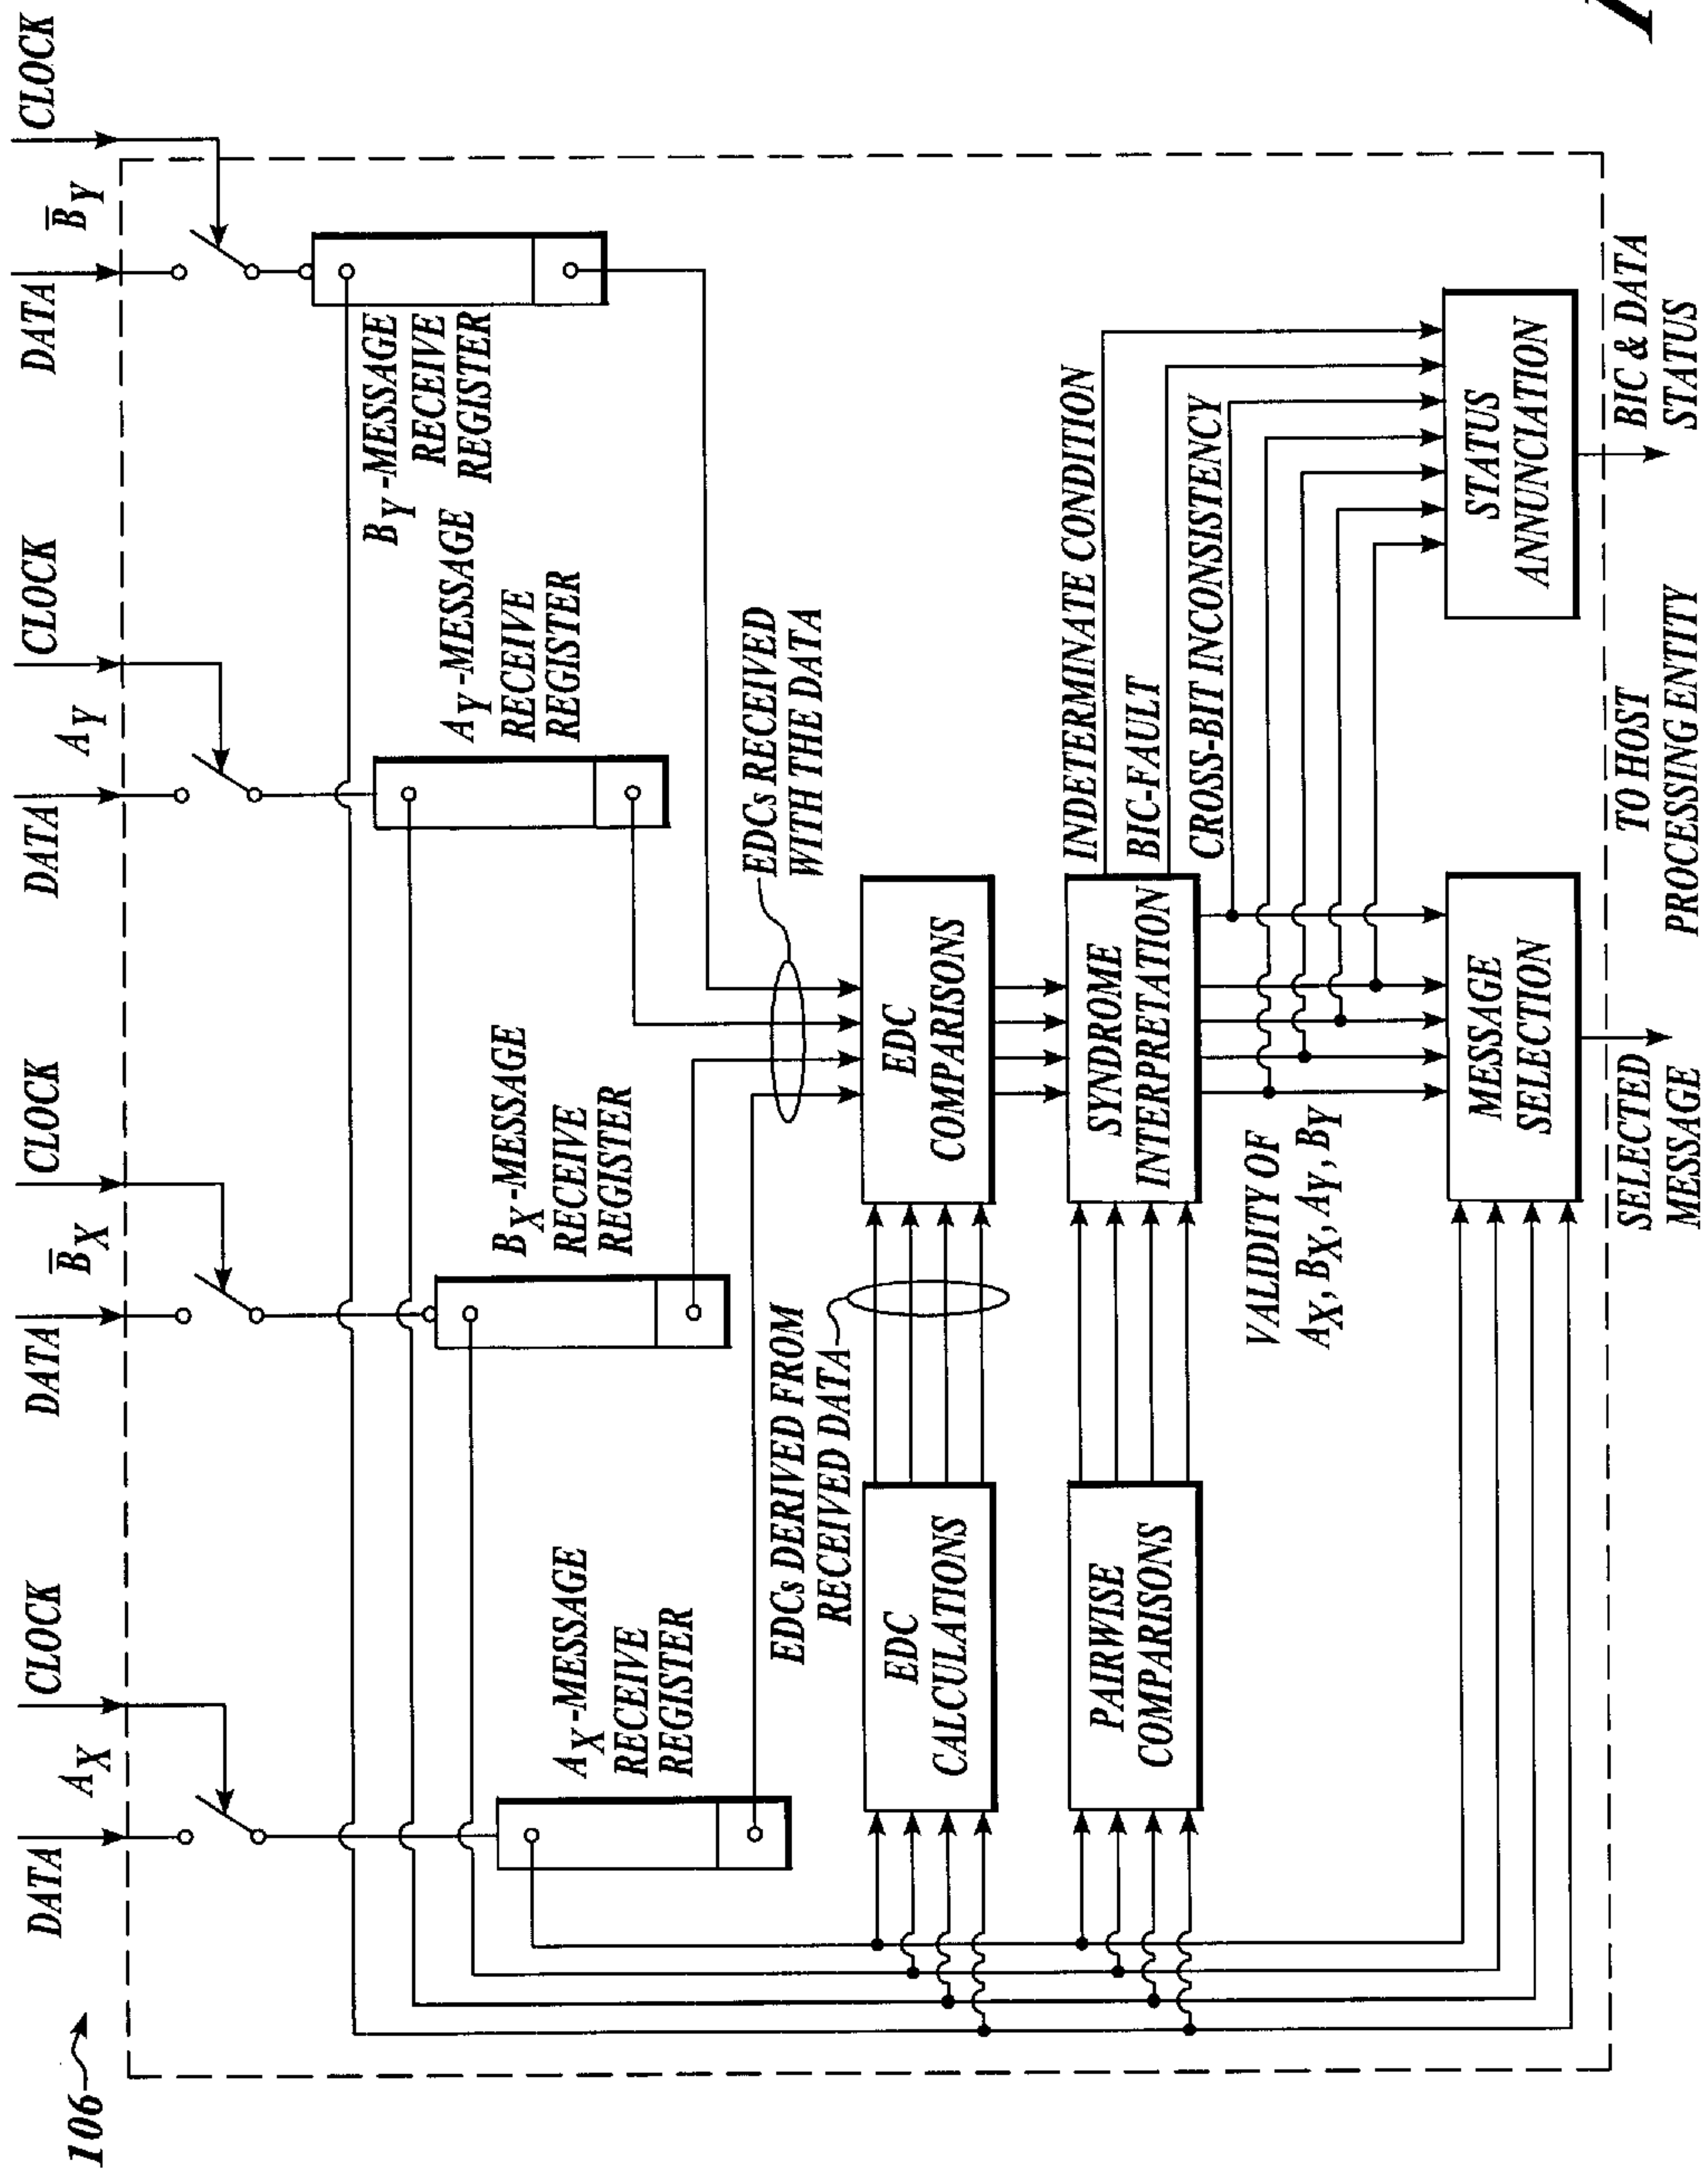 106
DATA
A_X
CLOCK
DATA
B̅_X
CLOCK
DATA
A_Y
CLOCK
DATA
B̅_Y
CLOCK
A_X-MESSAGE
RECEIVE
REGISTER
B_X-MESSAGE
RECEIVE
REGISTER
A_Y-MESSAGE
RECEIVE
REGISTER
B_Y-MESSAGE
RECEIVE
REGISTER
EDCs RECEIVED
WITH THE DATA
EDCs DERIVED FROM
RECEIVED DATA
EDC
CALCULATIONS
EDC
COMPARISONS
PAIRWISE
COMPARISONS
SYNDROME
INTERPRETATION
INDETERMINATE CONDITION
BIC-FAULT
CROSS-BIT INCONSISTENCY
VALIDITY OF
A_X, B_X, A_Y, B_Y
MESSAGE
SELECTION
STATUS
ANNUNCIATION
SELECTED
MESSAGE
TO HOST
PROCESSING ENTITY
BIC & DATA
STATUS